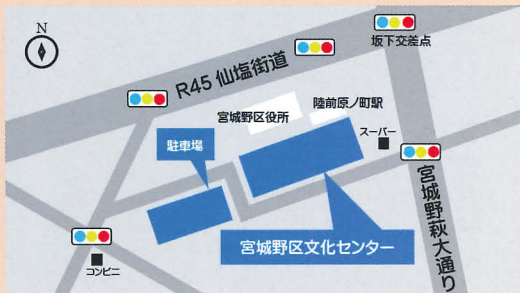 N
坂下交差点
R45 仙塩街道
陸前原ノ町駅
宮城野区役所
スーパー
駐車場
宮城野萩大通り
宮城野区文化センター
コンビニ